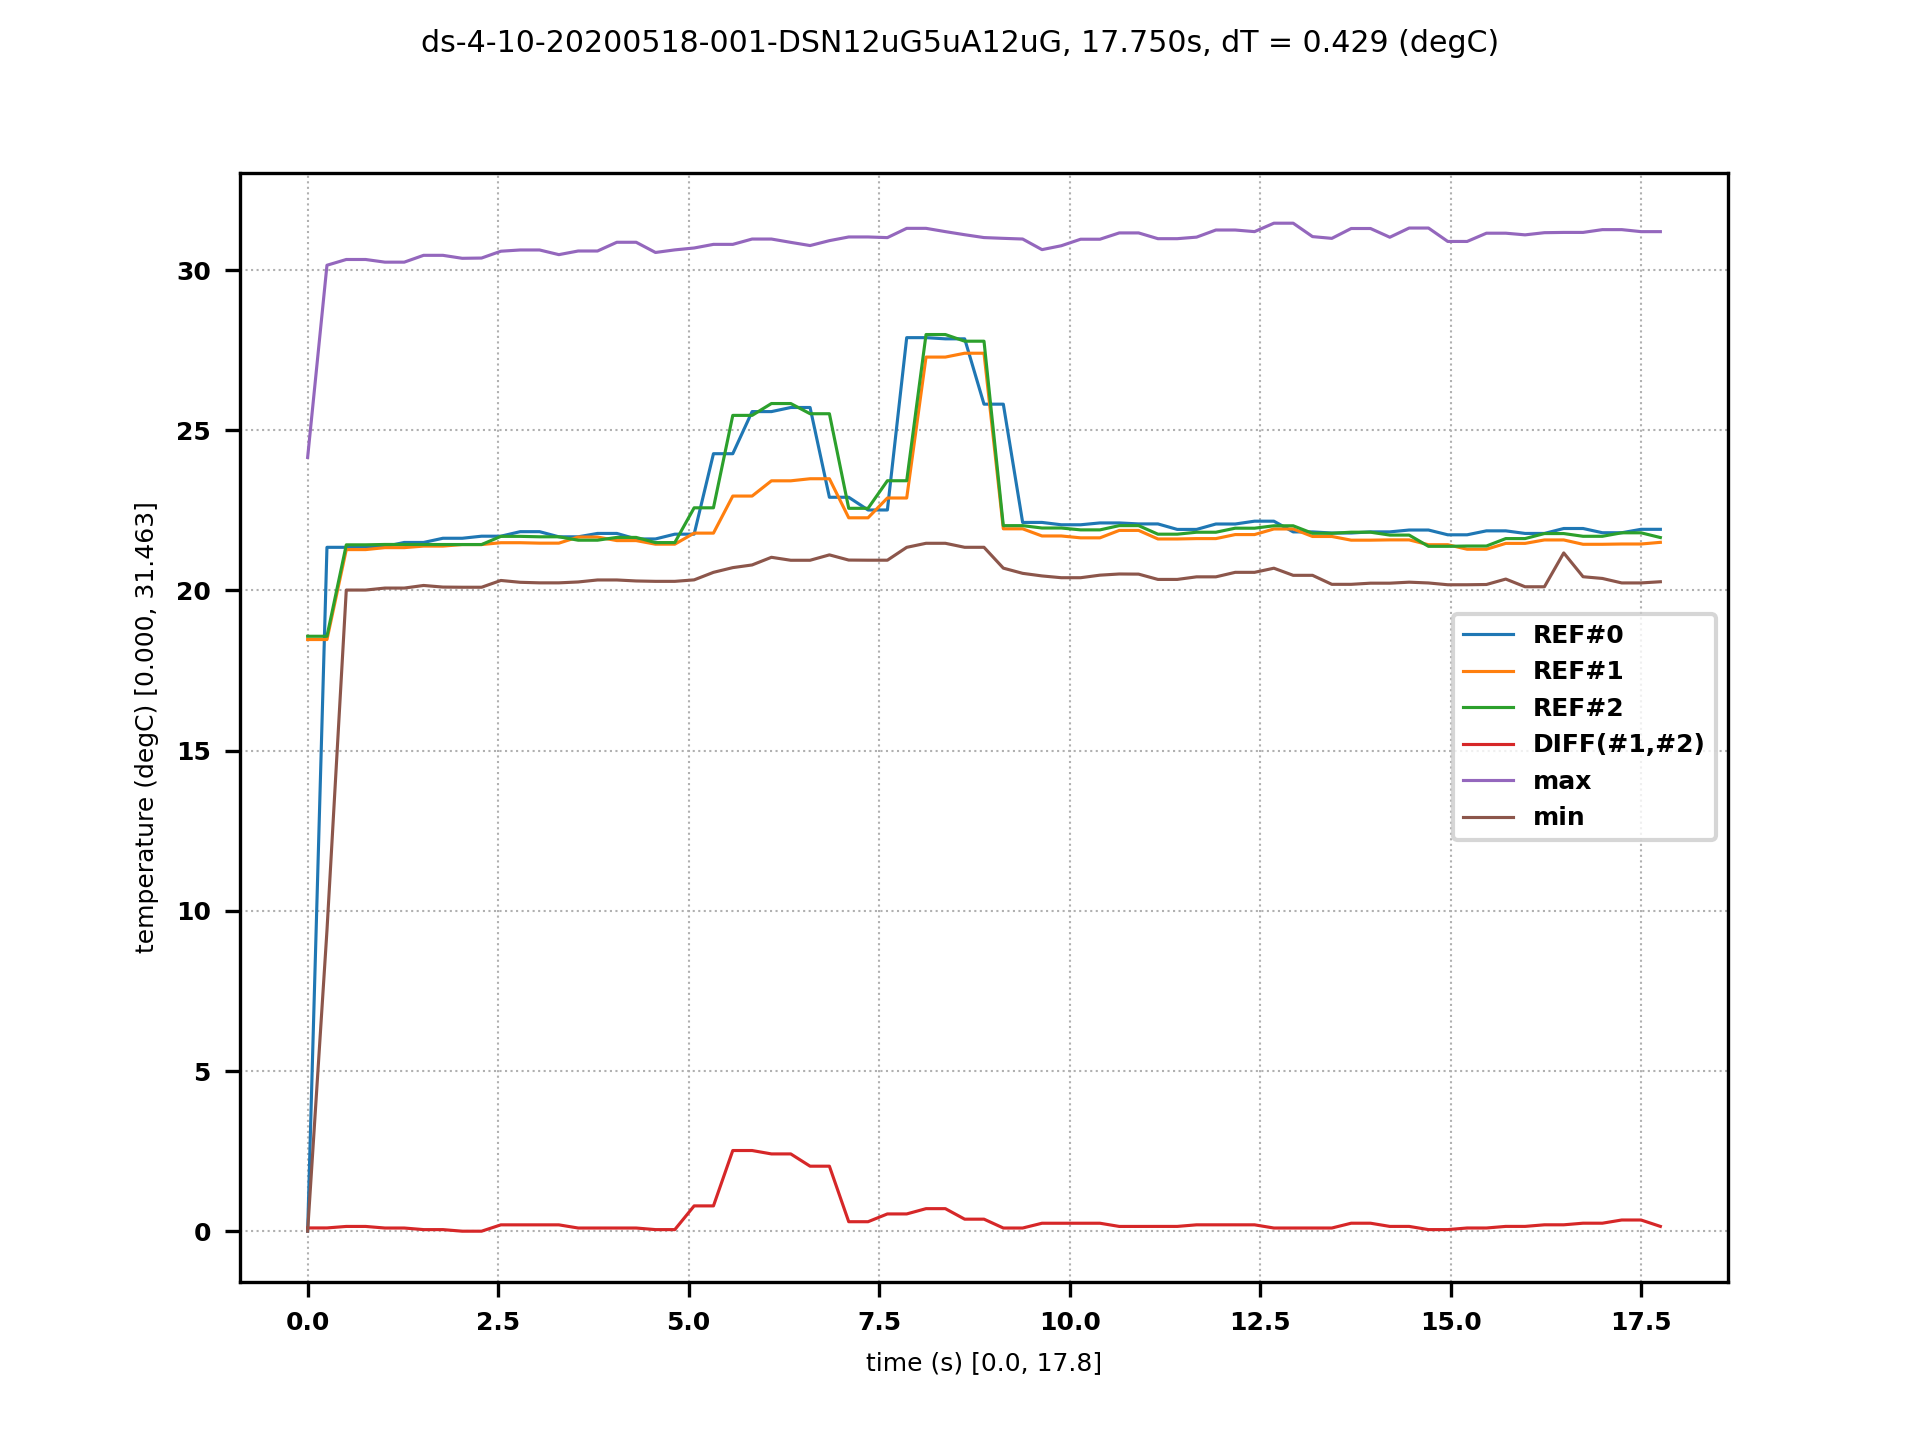 ds-4-10-20200518-001-DSN12uG5uA12uG, 17.750s, dT = 0.429 (degC)
temperature (degC) [0.000, 31.463]
30
25
20
15
10
5
0
REF#0
REF#1
REF#2
DIFF(#1,#2)
max
min
0.0 2.5 5.0 7.5 10.0 12.5 15.0 17.5
time (s) [0.0, 17.8]